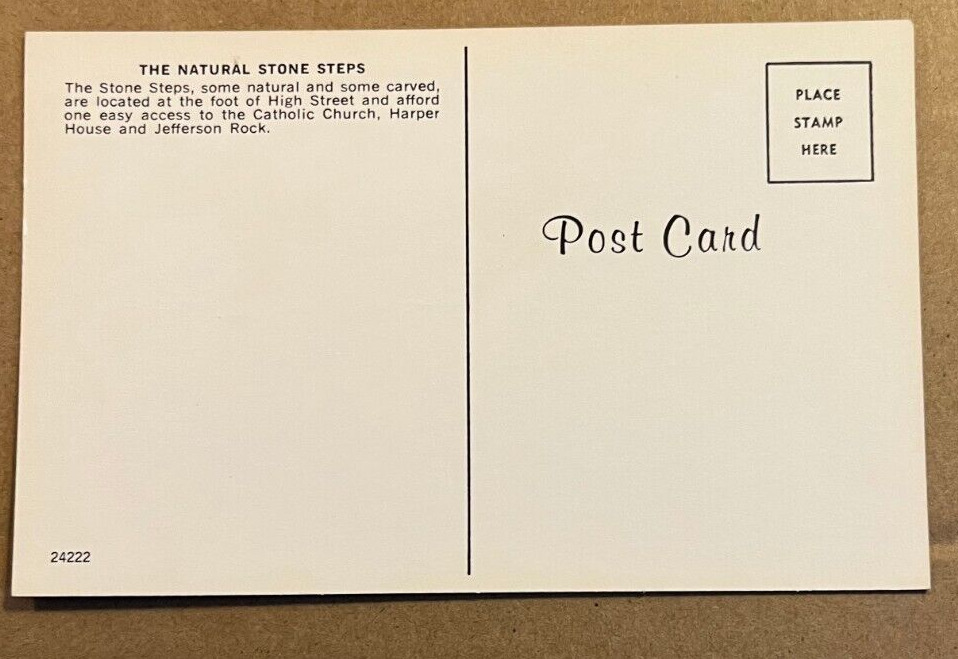 THE NATURAL STONE STEPS
The Stone Steps, some natural and some carved,
are located at the foot of High Street and afford
one easy access to the Catholic Church, Harper
House and Jefferson Rock.
PLACE
STAMP
HERE
Post Card
24222